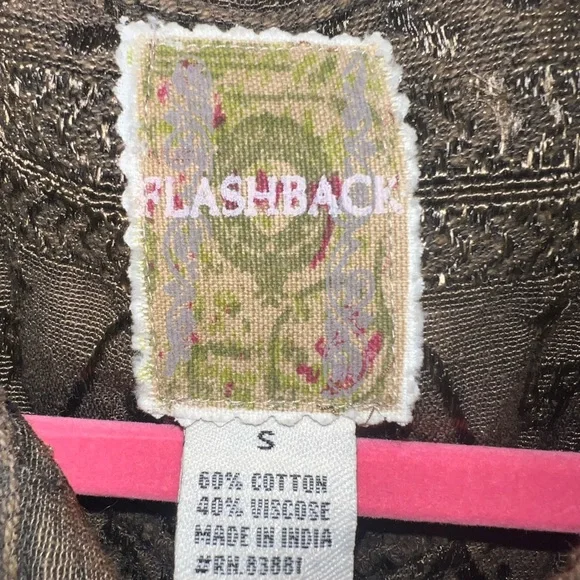 FLASHBACK
S
60% COTTON
40% VISCOSE
MADE IN INDIA
#RN.83881